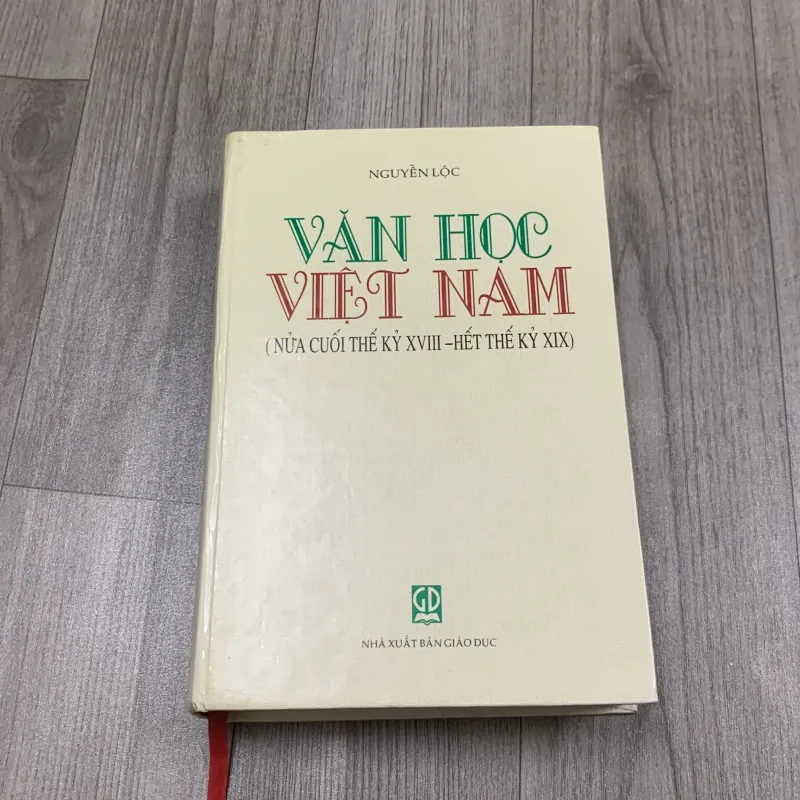 NGUYỄN LỘC
VĂN HỌC
VIỆT NAM
( NỬA CUỐI THẾ KỶ XVIII –HẾT THẾ KỶ XIX)
GD
NHÀ XUẤT BẢN GIÁO DỤC